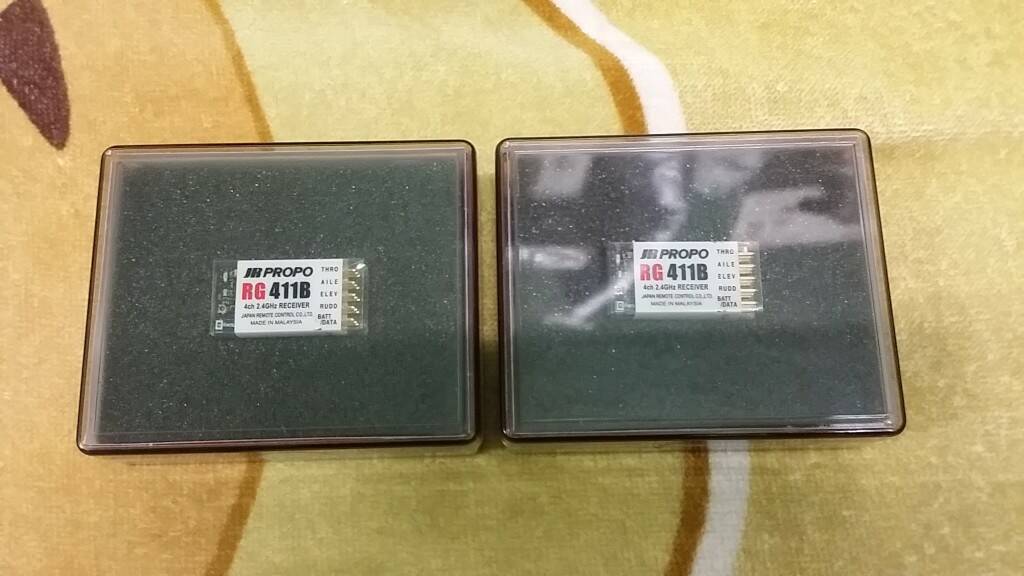 JR PROPO
RG 411B
4ch 2.4GHz RECEIVER
JAPAN REMOTE CONTROL CO.,LTD.
MADE IN MALAYSIA
THRO
AILE
ELEV
RUDD
BATT
/DATA
JR PROPO
RG 411B
4ch 2.4GHz RECEIVER
JAPAN REMOTE CONTROL CO.,LTD.
MADE IN MALAYSIA
THRO
AILE
ELEV
RUDD
BATT
/DATA